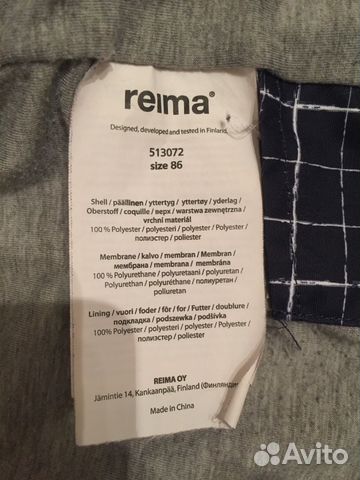 reima®
Designed, developed and tested in Finland.
513072
size 86
Shell / päällinen / yttertyg / yttertøy / yderlag /
Oberstoff / coquille / верх / warstwa zewnętrzna /
vrchní materiál
100 % Polyester / polyesteri / polyester / Polyester /
полиэстер / poliester
Membrane / kalvo / membran / Membran /
мембрана / membrana / membrána
100 % Polyurethane / polyuretaani / polyuretan /
Polyurethan / polyuréthane / полиуретан /
poliuretan
Lining / vuori / foder / fôr / for / Futter / doublure /
подкладка / podszewka / podšívka
100% Polyester / polyesteri / polyester / Polyester /
полиэстер / poliester
REIMA OY
Jämintie 14, Kankaanpää, Finland (Финляндия)
Made in China
Avito